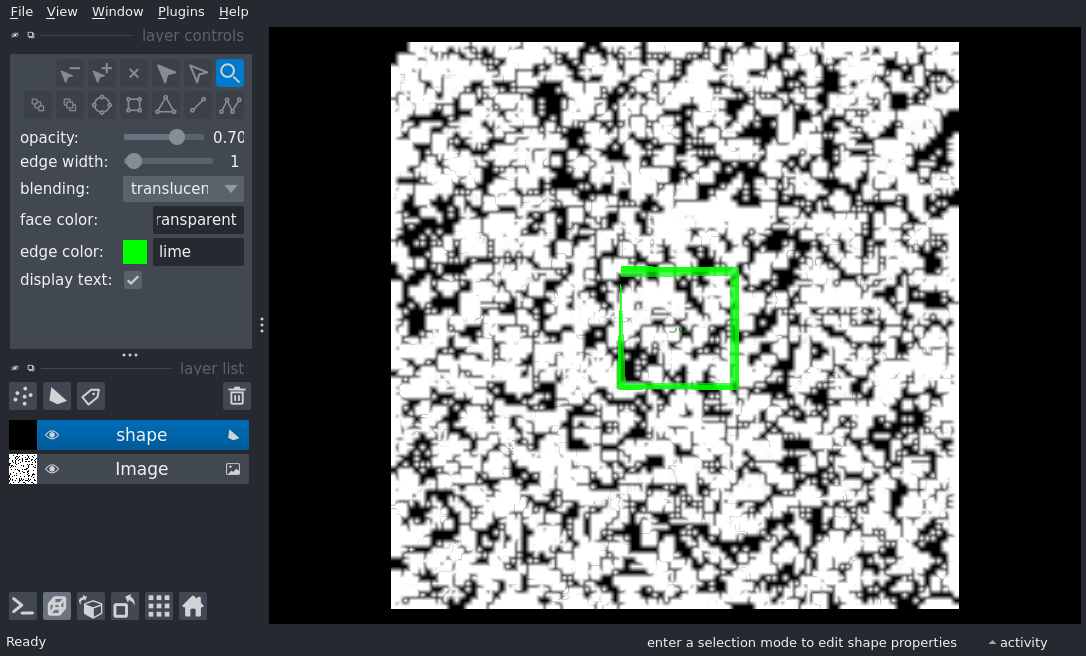 File View Window Plugins Help
layer controls
opacity: 0.70
edge width: 1
blending: translucen
face color: ransparent
edge color: lime
display text:
layer list
shape
Image
Ready
enter a selection mode to edit shape properties
activity